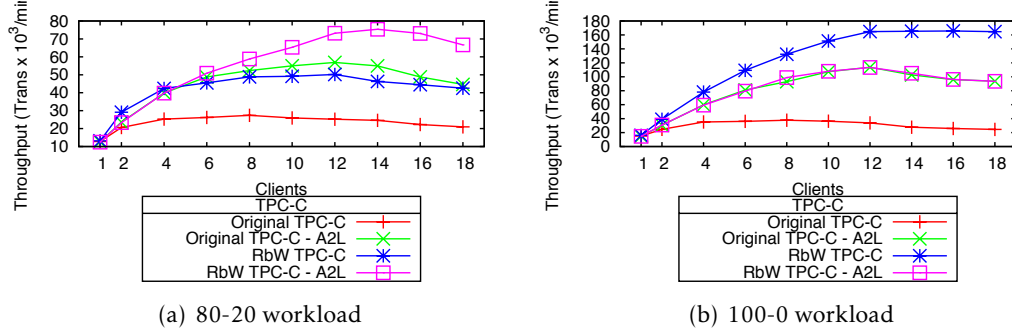 Throughput (Trans x 10³/min
80
70
60
50
40
30
20
10
1 2 4 6 8 10 12 14 16 18
Clients
TPC-C
Original TPC-C
Original TPC-C - A2L
RbW TPC-C
RbW TPC-C - A2L
(a) 80-20 workload
Throughput (Trans x 10³/min
180
160
140
120
100
80
60
40
20
0
1 2 4 6 8 10 12 14 16 18
Clients
TPC-C
Original TPC-C
Original TPC-C - A2L
RbW TPC-C
RbW TPC-C - A2L
(b) 100-0 workload